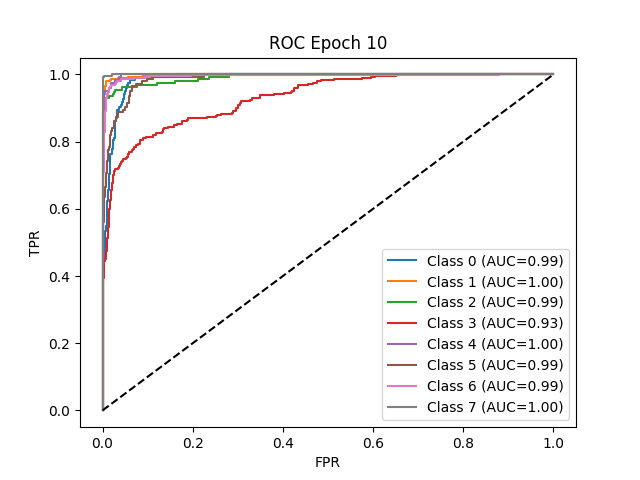 ROC Epoch 10
TPR
1.0
0.8
0.6
0.4
0.2
0.0
Class 0 (AUC=0.99)
Class 1 (AUC=1.00)
Class 2 (AUC=0.99)
Class 3 (AUC=0.93)
Class 4 (AUC=1.00)
Class 5 (AUC=0.99)
Class 6 (AUC=0.99)
Class 7 (AUC=1.00)
0.0 0.2 0.4 0.6 0.8 1.0
FPR